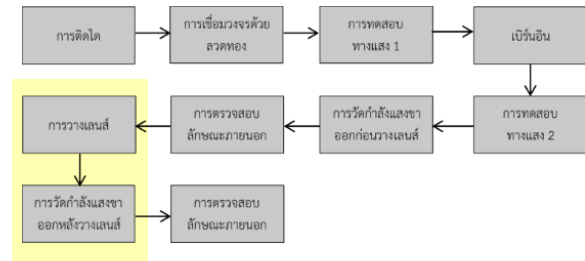 การติดได
การเชื่อมวงจรด้วย
ลวดทอง
การทดสอบ
ทางแสง 1
เบิร์นอิน
การทดสอบ
ทางแสง 2
การวัดกำลังแสงขา
ออกก่อนวางเลนส์
การตรวจสอบ
ลักษณะภายนอก
การวางเลนส์
การวัดกำลังแสงขา
ออกหลังวางเลนส์
การตรวจสอบ
ลักษณะภายนอก